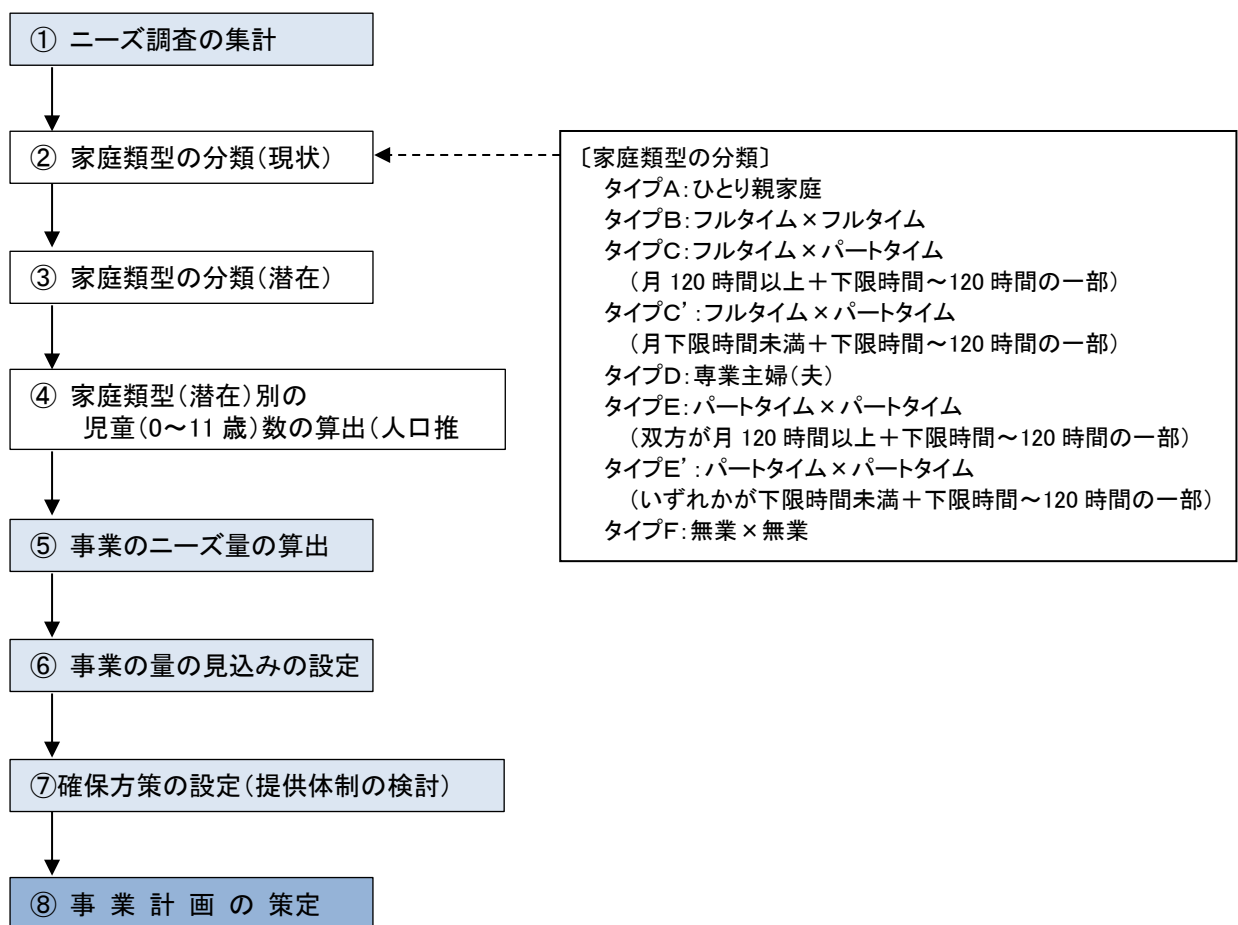 ① ニーズ調査の集計
② 家庭類型の分類(現状)
③ 家庭類型の分類(潜在)
④ 家庭類型(潜在)別の
児童(0~11 歳)数の算出(人口推
⑤ 事業のニーズ量の算出
⑥ 事業の量の見込みの設定
⑦確保方策の設定(提供体制の検討)
⑧ 事 業 計 画 の 策定
〔家庭類型の分類〕
タイプA:ひとり親家庭
タイプB:フルタイム×フルタイム
タイプC:フルタイム×パートタイム
(月 120 時間以上+下限時間~120 時間の一部)
タイプC’:フルタイム×パートタイム
(月下限時間未満+下限時間~120 時間の一部)
タイプD:専業主婦(夫)
タイプE:パートタイム×パートタイム
(双方が月 120 時間以上+下限時間~120 時間の一部)
タイプE’:パートタイム×パートタイム
(いずれかが下限時間未満+下限時間~120 時間の一部)
タイプF:無業×無業